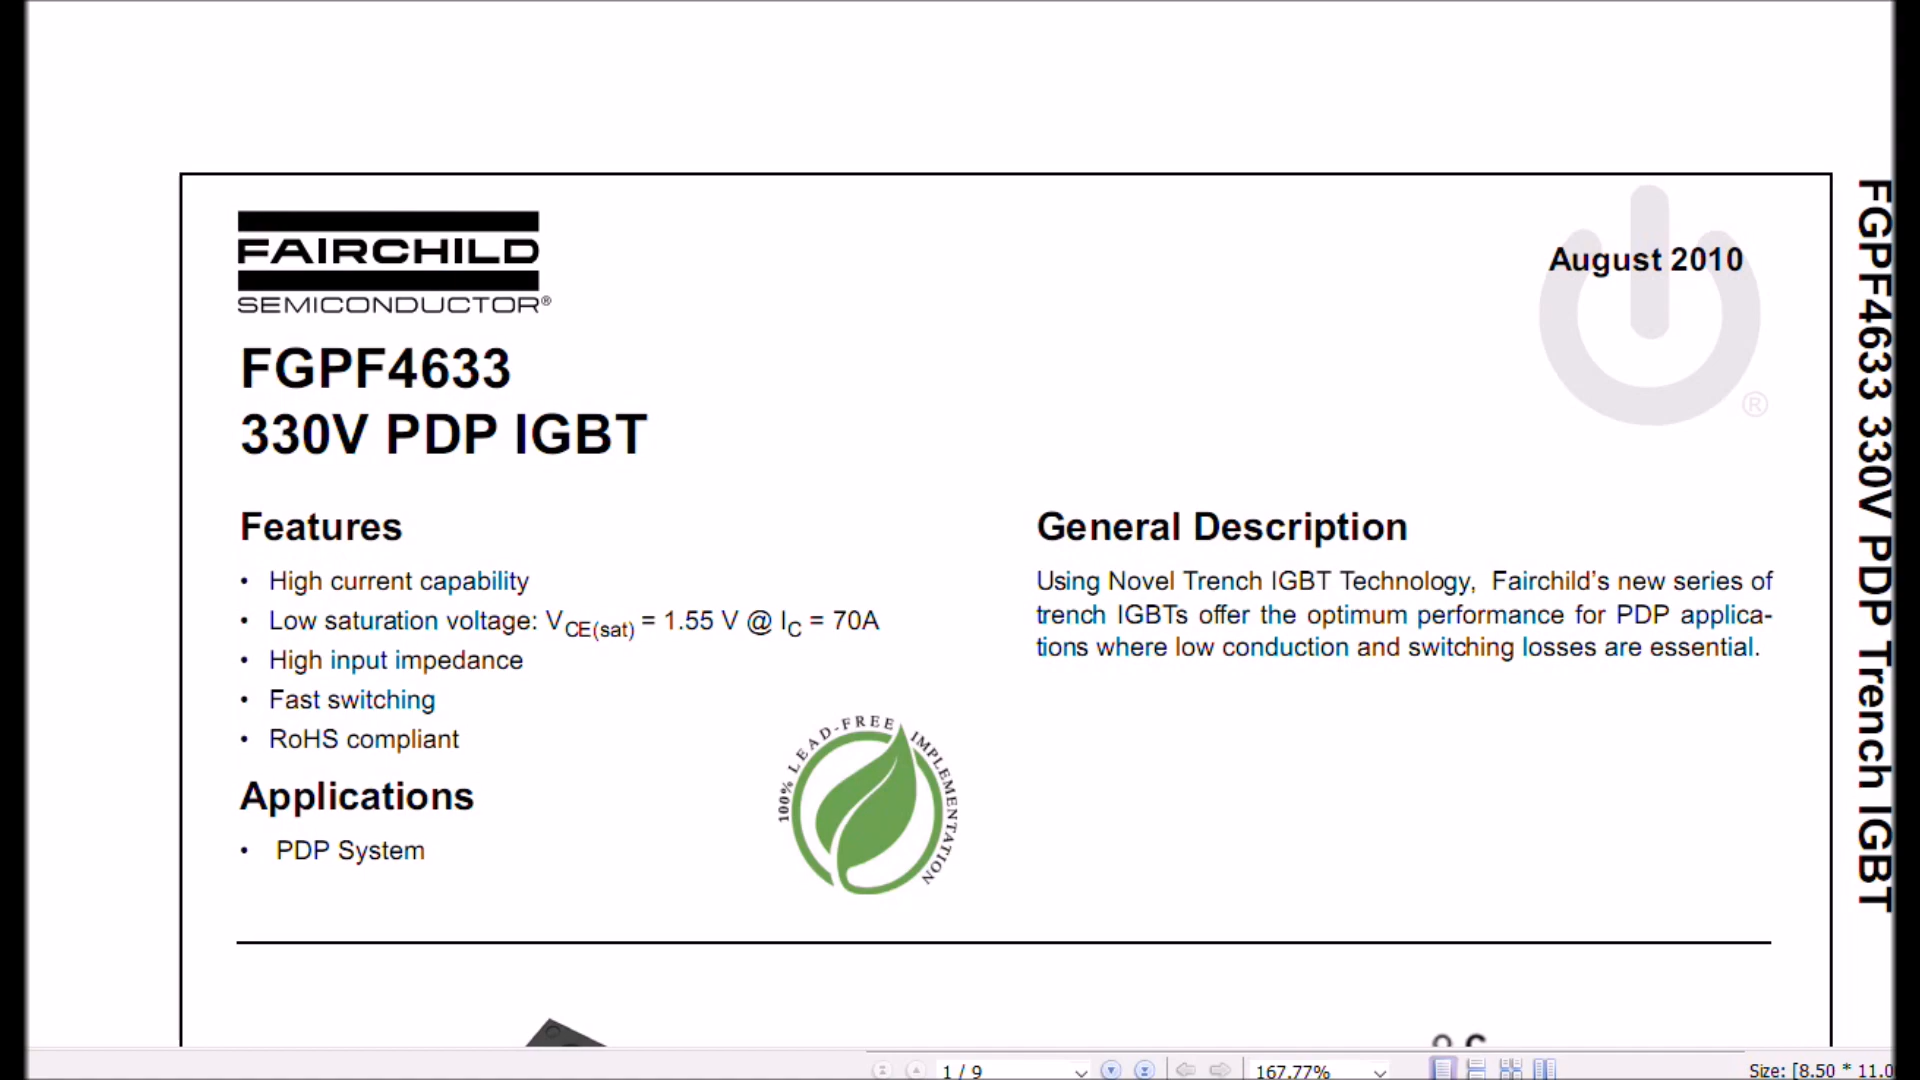 FAIRCHILD
SEMICONDUCTOR®
August 2010
®
FGPF4633
330V PDP IGBT
Features
• High current capability
• Low saturation voltage: VCE(sat) = 1.55 V @ IC = 70A
• High input impedance
• Fast switching
• RoHS compliant
Applications
• PDP System
100% LEAD-FREE IMPLEMENTATION
General Description
Using Novel Trench IGBT Technology, Fairchild's new series of
trench IGBTs offer the optimum performance for PDP applica-
tions where low conduction and switching losses are essential.
FGPF4633 330V PDP Trench IGBT
1 / 9
167.77%
Size: [8.50 * 11.0